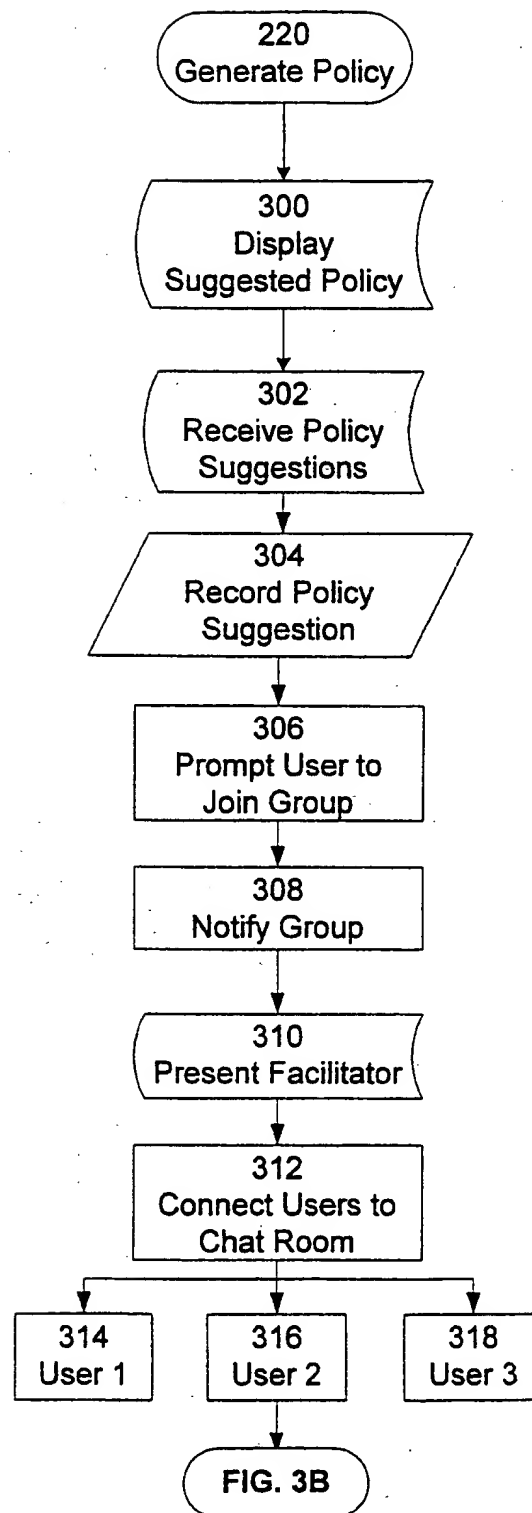 220
Generate Policy
300
Display
Suggested Policy
302
Receive Policy
Suggestions
304
Record Policy
Suggestion
306
Prompt User to
Join Group
308
Notify Group
310
Present Facilitator
312
Connect Users to
Chat Room
314
User 1
316
User 2
318
User 3
FIG. 3B